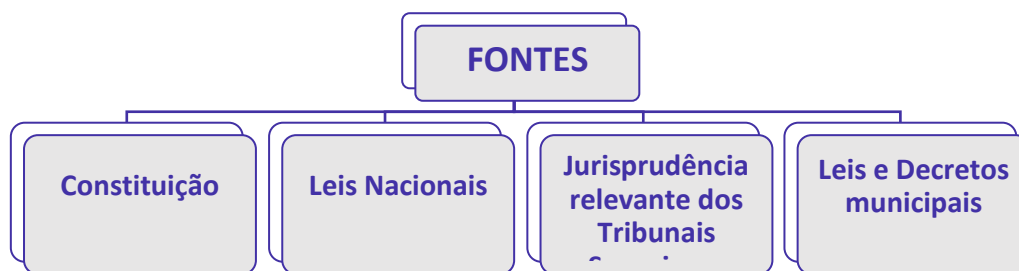 FONTES
Constituição
Leis Nacionais
Jurisprudência
relevante dos
Tribunais
Leis e Decretos
municipais